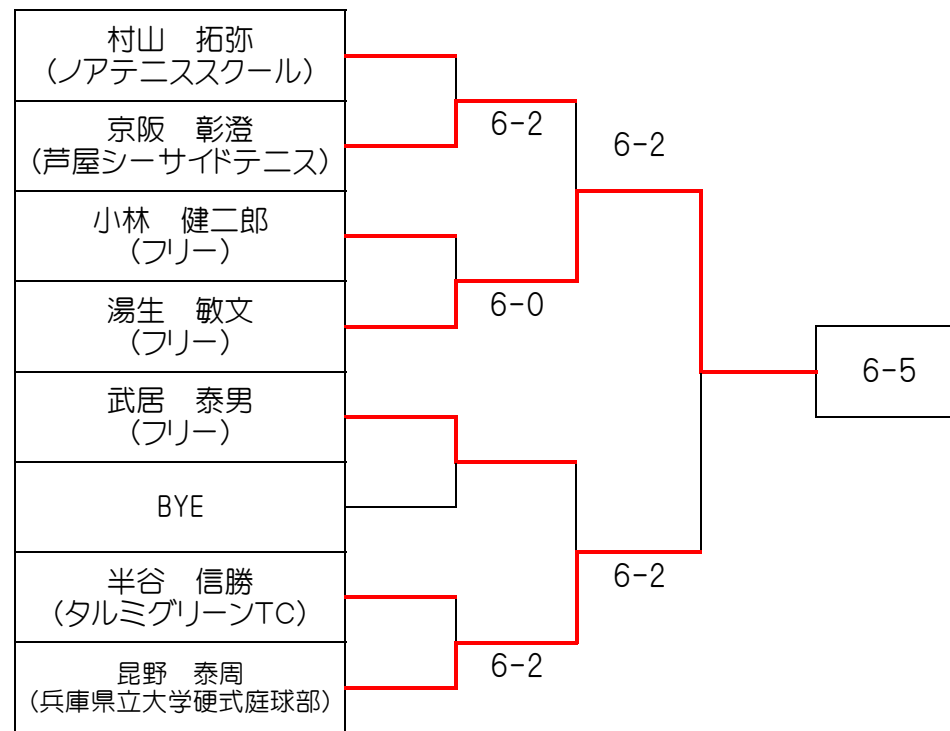 村山　拓弥
(ノアテニススクール)
京阪　彰澄
(芦屋シーサイドテニス)
小林　健二郎
(フリー)
湯生　敏文
(フリー)
武居　泰男
(フリー)
BYE
半谷　信勝
(タルミグリーンTC)
昆野　泰周
(兵庫県立大学硬式庭球部)
6-2
6-0
6-2
6-2
6-2
6-5